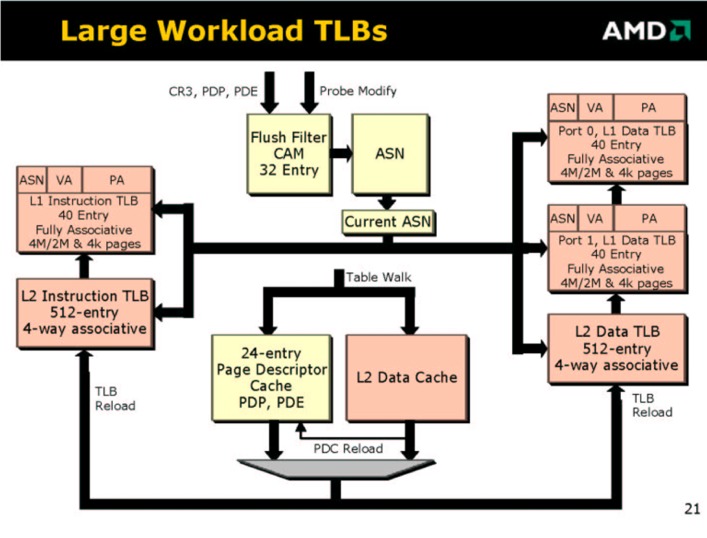 Large Workload TLBs
AMD
CR3, PDP, PDE
Probe Modify
Flush Filter
CAM
32 Entry
ASN
Current ASN
ASN VA PA
L1 Instruction TLB
40 Entry
Fully Associative
4M/2M & 4k pages
L2 Instruction TLB
512-entry
4-way associative
ASN VA PA
Port 0, L1 Data TLB
40 Entry
Fully Associative
4M/2M & 4k pages
ASN VA PA
Port 1, L1 Data TLB
40 Entry
Fully Associative
4M/2M & 4k pages
L2 Data TLB
512-entry
4-way associative
Table Walk
24-entry
Page Descriptor
Cache
PDP, PDE
L2 Data Cache
TLB
Reload
PDC Reload
TLB
Reload
21